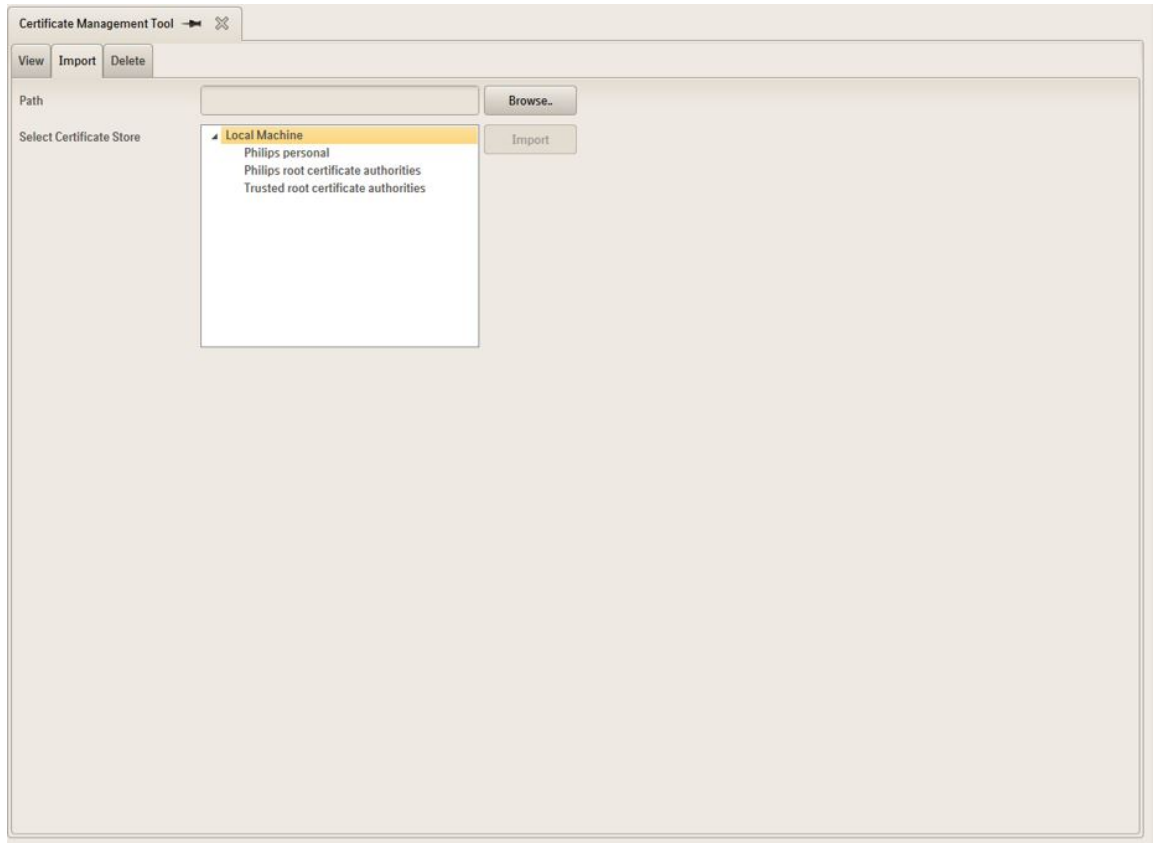 Certificate Management Tool
View Import Delete
Path Browse..
Select Certificate Store Local Machine Import
Philips personal
Philips root certificate authorities
Trusted root certificate authorities